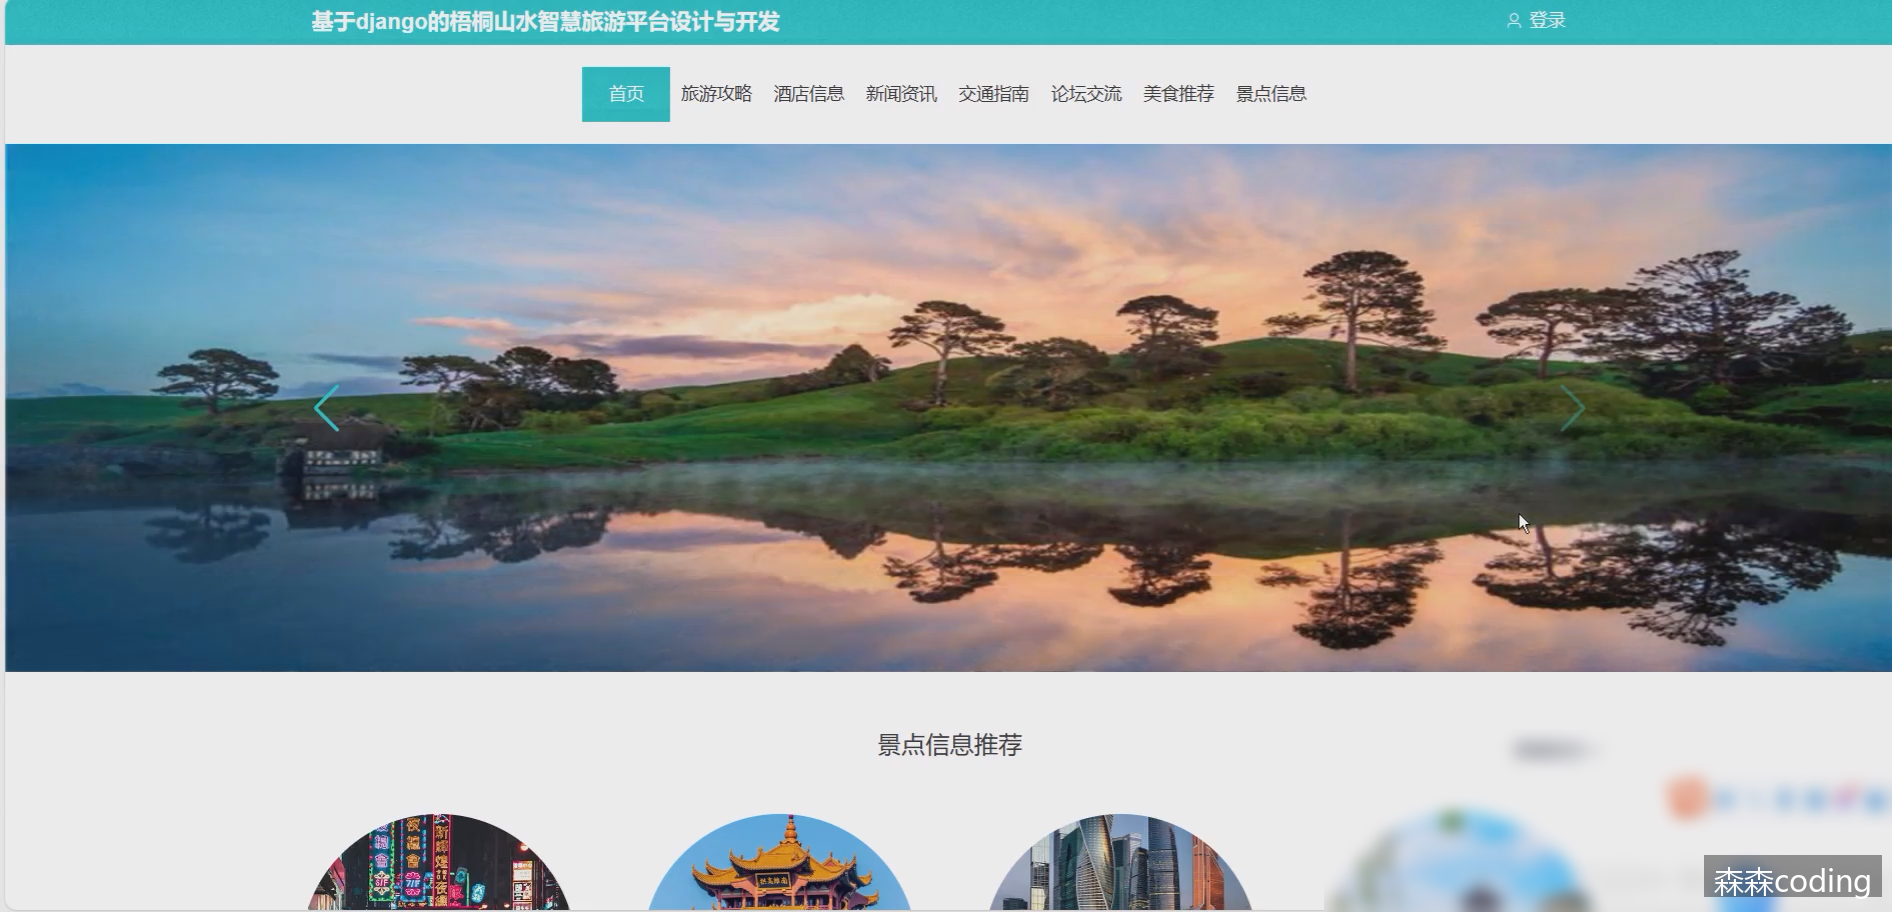 基于django的梧桐山水智慧旅游平台设计与开发
登录
首页 旅游攻略 酒店信息 新闻资讯 交通指南 论坛交流 美食推荐 景点信息
景点信息推荐
森森coding